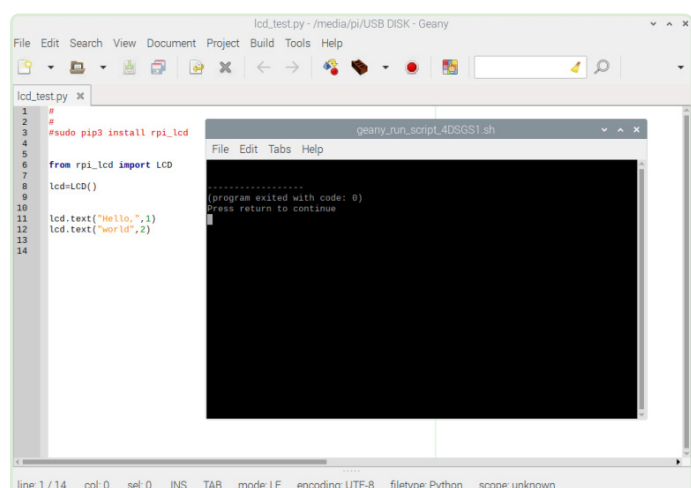 lcd_test.py - /media/pi/USB DISK - Geany
File Edit Search View Document Project Build Tools Help
lcd_test.py
1 #
2 #
3 #sudo pip3 install rpi_lcd
4
5
6 from rpi_lcd import LCD
7
8 lcd=LCD()
9
10
11 lcd.text("Hello,",1)
12 lcd.text("world",2)
13
14
geany_run_script_4DSGS1.sh
File Edit Tabs Help
------------------
(program exited with code: 0)
Press return to continue
line: 1 / 14 col: 0 sel: 0 INS TAB mode: LF encoding: UTF-8 filetype: Python scope: unknown